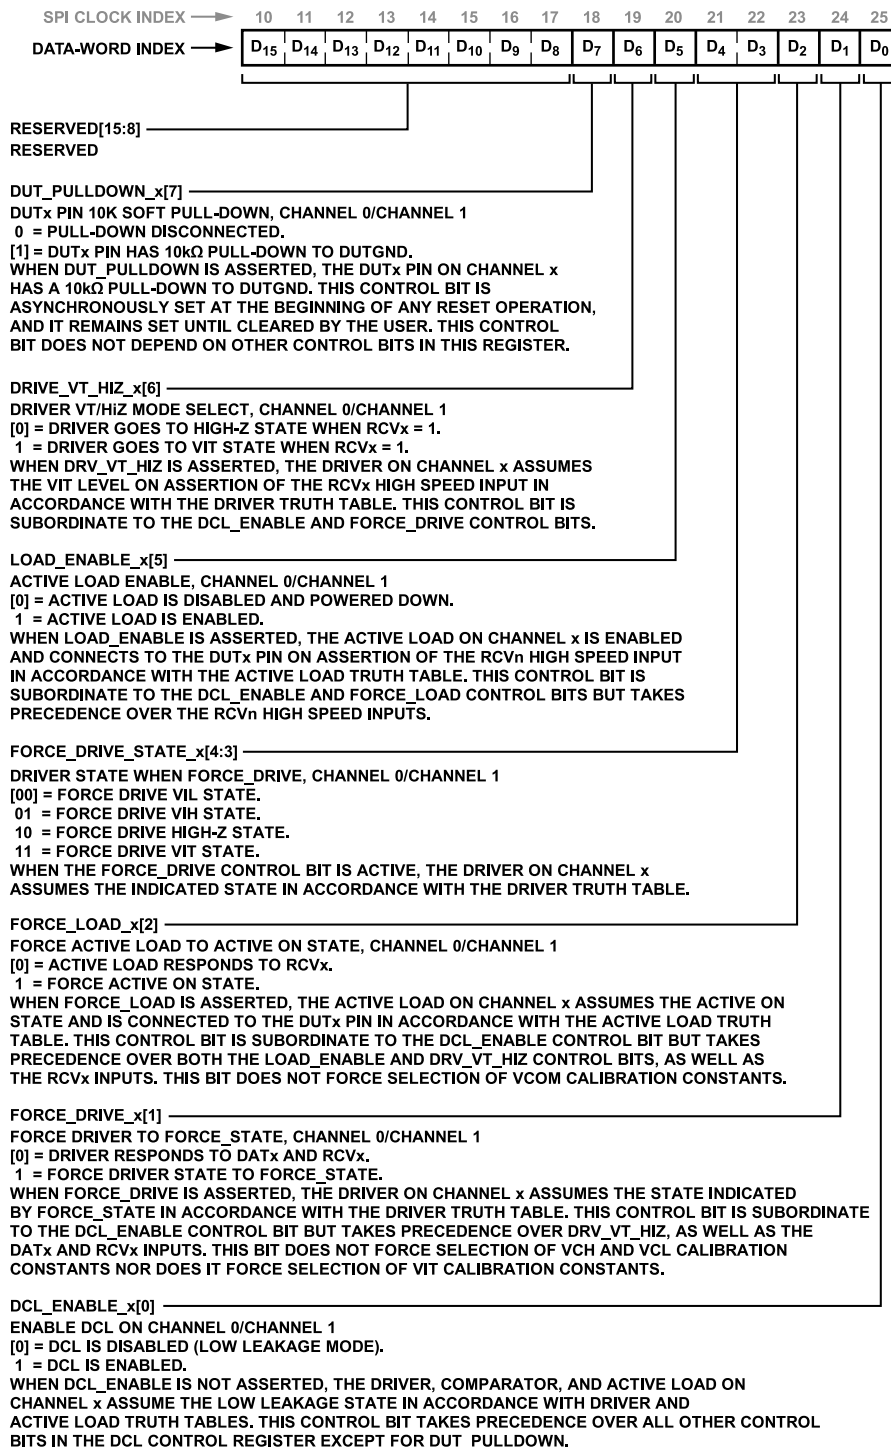 SPI CLOCK INDEX 10 11 12 13 14 15 16 17 18 19 20 21 22 23 24 25
DATA-WORD INDEX D15 D14 D13 D12 D11 D10 D9 D8 D7 D6 D5 D4 D3 D2 D1 D0
RESERVED[15:8]
RESERVED
DUT_PULLDOWN_x[7]
DUTx PIN 10K SOFT PULL-DOWN, CHANNEL 0/CHANNEL 1
0 = PULL-DOWN DISCONNECTED.
[1] = DUTx PIN HAS 10kΩ PULL-DOWN TO DUTGND.
WHEN DUT_PULLDOWN IS ASSERTED, THE DUTx PIN ON CHANNEL x
HAS A 10kΩ PULL-DOWN TO DUTGND. THIS CONTROL BIT IS
ASYNCHRONOUSLY SET AT THE BEGINNING OF ANY RESET OPERATION,
AND IT REMAINS SET UNTIL CLEARED BY THE USER. THIS CONTROL
BIT DOES NOT DEPEND ON OTHER CONTROL BITS IN THIS REGISTER.
DRIVE_VT_HIZ_x[6]
DRIVER VT/HiZ MODE SELECT, CHANNEL 0/CHANNEL 1
[0] = DRIVER GOES TO HIGH-Z STATE WHEN RCVx = 1.
1 = DRIVER GOES TO VIT STATE WHEN RCVx = 1.
WHEN DRV_VT_HIZ IS ASSERTED, THE DRIVER ON CHANNEL x ASSUMES
THE VIT LEVEL ON ASSERTION OF THE RCVx HIGH SPEED INPUT IN
ACCORDANCE WITH THE DRIVER TRUTH TABLE. THIS CONTROL BIT IS
SUBORDINATE TO THE DCL_ENABLE AND FORCE_DRIVE CONTROL BITS.
LOAD_ENABLE_x[5]
ACTIVE LOAD ENABLE, CHANNEL 0/CHANNEL 1
[0] = ACTIVE LOAD IS DISABLED AND POWERED DOWN.
1 = ACTIVE LOAD IS ENABLED.
WHEN LOAD_ENABLE IS ASSERTED, THE ACTIVE LOAD ON CHANNEL x IS ENABLED
AND CONNECTS TO THE DUTx PIN ON ASSERTION OF THE RCVn HIGH SPEED INPUT
IN ACCORDANCE WITH THE ACTIVE LOAD TRUTH TABLE. THIS CONTROL BIT IS
SUBORDINATE TO THE DCL_ENABLE AND FORCE_LOAD CONTROL BITS BUT TAKES
PRECEDENCE OVER THE RCVn HIGH SPEED INPUTS.
FORCE_DRIVE_STATE_x[4:3]
DRIVER STATE WHEN FORCE_DRIVE, CHANNEL 0/CHANNEL 1
[00] = FORCE DRIVE VIL STATE.
01 = FORCE DRIVE VIH STATE.
10 = FORCE DRIVE HIGH-Z STATE.
11 = FORCE DRIVE VIT STATE.
WHEN THE FORCE_DRIVE CONTROL BIT IS ACTIVE, THE DRIVER ON CHANNEL x
ASSUMES THE INDICATED STATE IN ACCORDANCE WITH THE DRIVER TRUTH TABLE.
FORCE_LOAD_x[2]
FORCE ACTIVE LOAD TO ACTIVE ON STATE, CHANNEL 0/CHANNEL 1
[0] = ACTIVE LOAD RESPONDS TO RCVx.
1 = FORCE ACTIVE ON STATE.
WHEN FORCE_LOAD IS ASSERTED, THE ACTIVE LOAD ON CHANNEL x ASSUMES THE ACTIVE ON
STATE AND IS CONNECTED TO THE DUTx PIN IN ACCORDANCE WITH THE ACTIVE LOAD TRUTH
TABLE. THIS CONTROL BIT IS SUBORDINATE TO THE DCL_ENABLE CONTROL BIT BUT TAKES
PRECEDENCE OVER BOTH THE LOAD_ENABLE AND DRV_VT_HIZ CONTROL BITS, AS WELL AS
THE RCVx INPUTS. THIS BIT DOES NOT FORCE SELECTION OF VCOM CALIBRATION CONSTANTS.
FORCE_DRIVE_x[1]
FORCE DRIVER TO FORCE_STATE, CHANNEL 0/CHANNEL 1
[0] = DRIVER RESPONDS TO DATx AND RCVx.
1 = FORCE DRIVER STATE TO FORCE_STATE.
WHEN FORCE_DRIVE IS ASSERTED, THE DRIVER ON CHANNEL x ASSUMES THE STATE INDICATED
BY FORCE_STATE IN ACCORDANCE WITH THE DRIVER TRUTH TABLE. THIS CONTROL BIT IS SUBORDINATE
TO THE DCL_ENABLE CONTROL BIT BUT TAKES PRECEDENCE OVER DRV_VT_HIZ, AS WELL AS THE
DATx AND RCVx INPUTS. THIS BIT DOES NOT FORCE SELECTION OF VCH AND VCL CALIBRATION
CONSTANTS NOR DOES IT FORCE SELECTION OF VIT CALIBRATION CONSTANTS.
DCL_ENABLE_x[0]
ENABLE DCL ON CHANNEL 0/CHANNEL 1
[0] = DCL IS DISABLED (LOW LEAKAGE MODE).
1 = DCL IS ENABLED.
WHEN DCL_ENABLE IS NOT ASSERTED, THE DRIVER, COMPARATOR, AND ACTIVE LOAD ON
CHANNEL x ASSUME THE LOW LEAKAGE STATE IN ACCORDANCE WITH DRIVER AND
ACTIVE LOAD TRUTH TABLES. THIS CONTROL BIT TAKES PRECEDENCE OVER ALL OTHER CONTROL
BITS IN THE DCL CONTROL REGISTER EXCEPT FOR DUT_PULLDOWN.